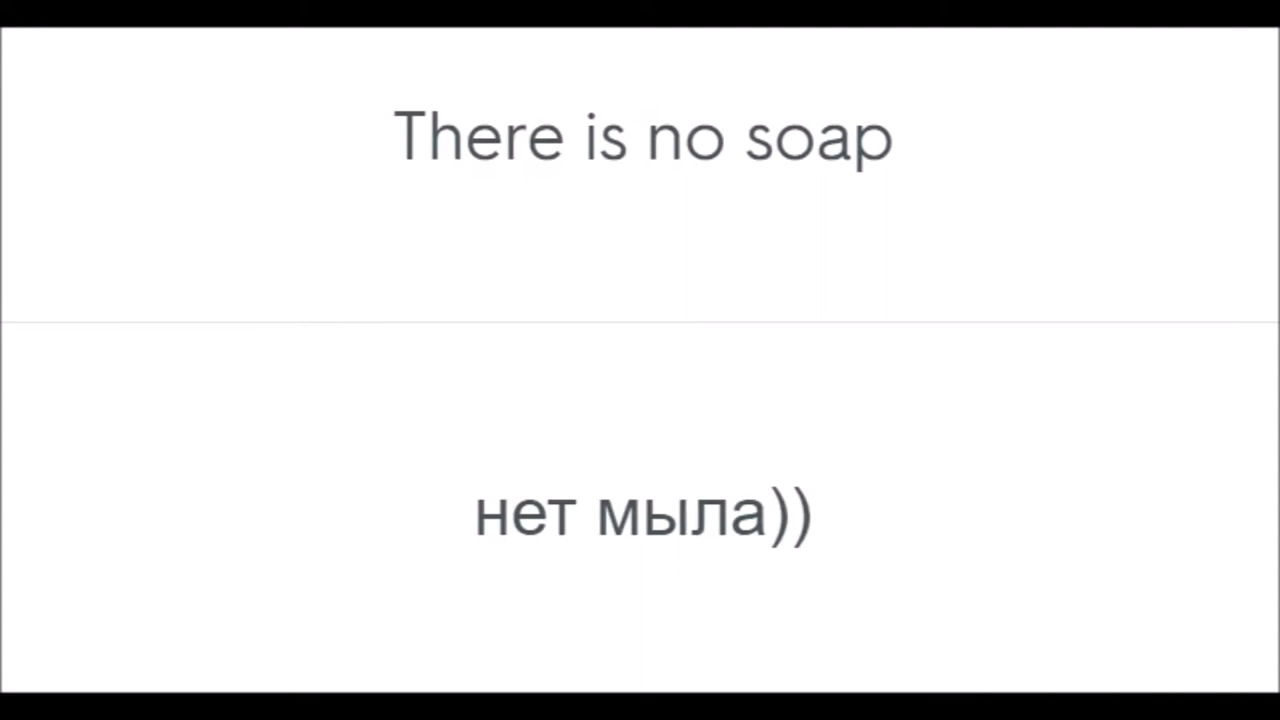 There is no soap
нет мыла))